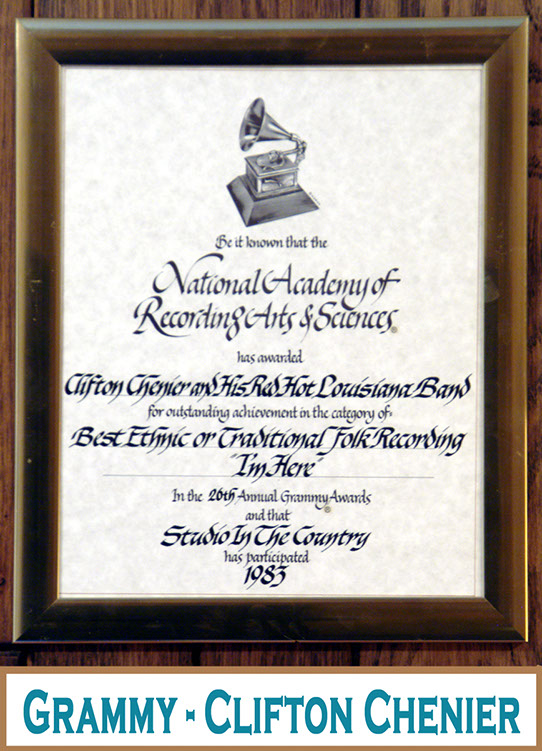 Be it known that the
National Academy of
Recording Arts & Sciences®
has awarded
Clifton Chenier and His Red Hot Louisiana Band
for outstanding achievement in the category of:
Best Ethnic or Traditional Folk Recording
"I'm Here"
In the 26th Annual Grammy® Awards
and that
Studio In The Country
has participated
1983
GRAMMY - CLIFTON CHENIER